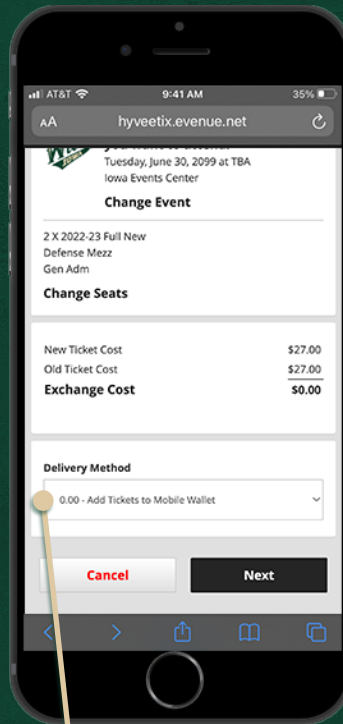 AT&T 9:41 AM 35%
AA hyveetix.evenue.net
IOWA
Tuesday, June 30, 2099 at TBA
Iowa Events Center
Change Event
2 X 2022-23 Full New
Defense Mezz
Gen Adm
Change Seats
New Ticket Cost $27.00
Old Ticket Cost $27.00
Exchange Cost $0.00
Delivery Method
0.00 - Add Tickets to Mobile Wallet
Cancel Next